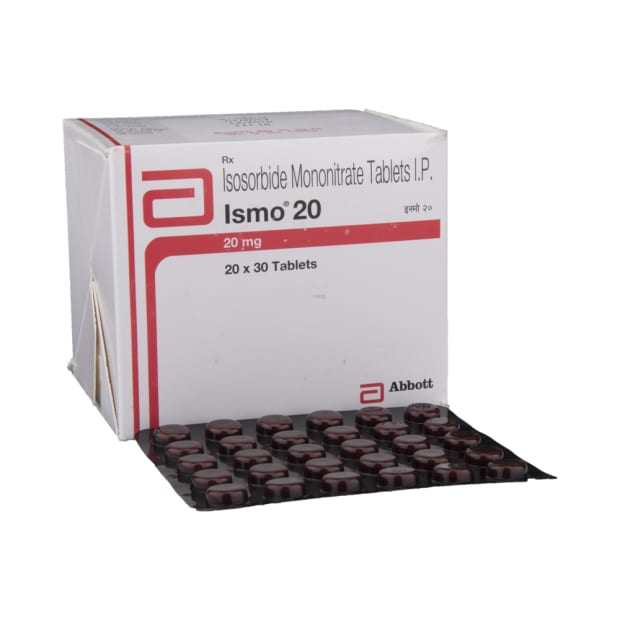 Rx
Isosorbide Mononitrate Tablets I.P.
Ismo® 20
इस्मो २०
20 mg
20 x 30 Tablets
Abbott